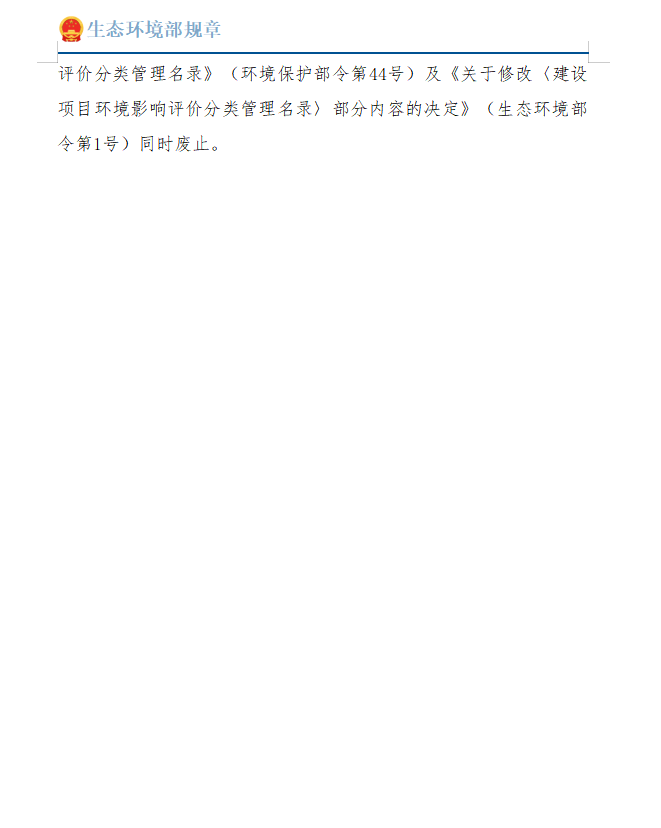 生态环境部规章
评价分类管理名录》（环境保护部令第44号）及《关于修改〈建设
项目环境影响评价分类管理名录〉部分内容的决定》（生态环境部
令第1号）同时废止。